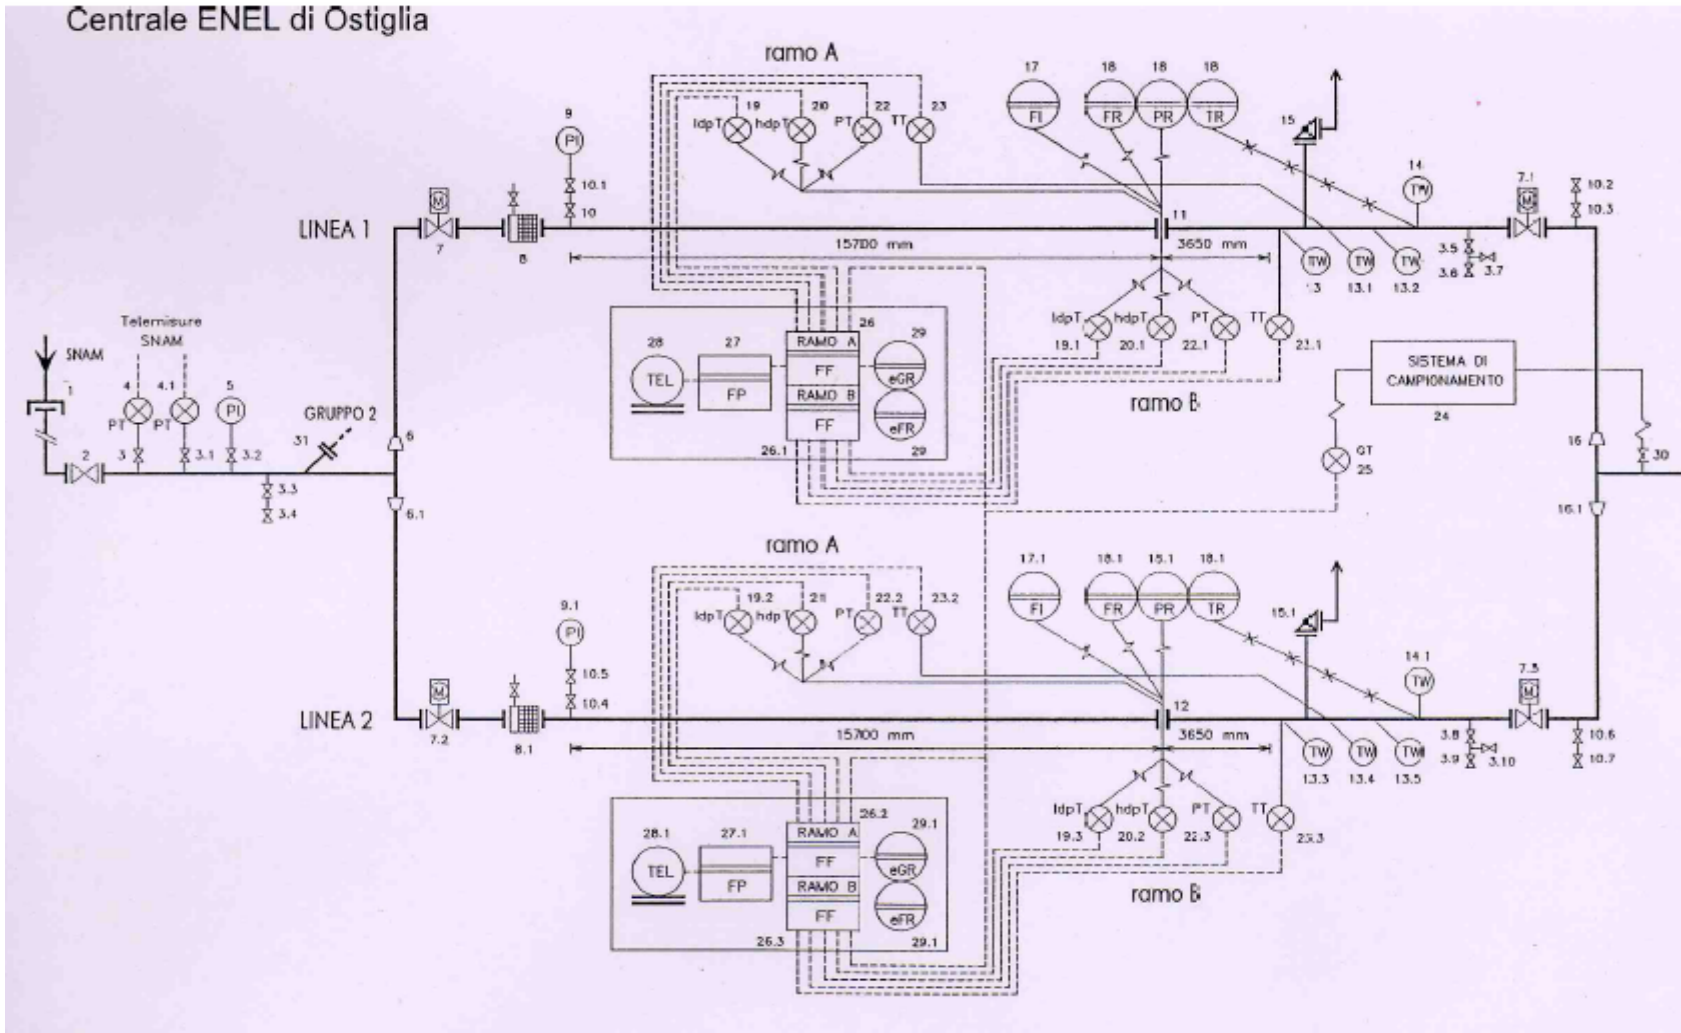 Centrale ENEL di Ostiglia
ramo A
17 18 18 18
9 19 20 22 23 FI FR PR TR
PI ldpT hdpT PT TT 15
14
TW
7.1
M
10.2
10.3
10.1
10
M
LINEA 1
7 8
11
15700 mm 3650 mm
TW TW TW
13.1 13.2
3.5
3.6 3.7
Telemisure
SNAM
SNAM
1
4 4.1 5
PT PT PI
GRUPPO 2
31
6
2 3 3.1 3.2
3.3
3.4
6.1
28 27 26 29
RAMO A
TEL FP FF eGR
RAMO B
FF eFR
26.1 29
ldpT hdpT PT TT
19.1 20.1 22.1 23.1
ramo B
SISTEMA DI
CAMPIONAMENTO
24
GT
25
16
30
16.1
ramo A
17.1 18.1 18.1
9.1 19.2 21 22.2 23.2 FI FR PR TR
PI ldpT hdpT PT TT 15.1
14.1
TW
M
10.5
10.4
M
LINEA 2
7.2 8.1
12
15700 mm 3650 mm
TW TW TW
13.3 13.4 13.5
3.8
3.9 3.10
10.6
10.7
28.1 27.1 26.2 29.1
RAMO A
TEL FP FF eGR
RAMO B
FF eFR
26.3 29.1
ldpT hdpT PT TT
19.3 20.2 22.3
ramo B